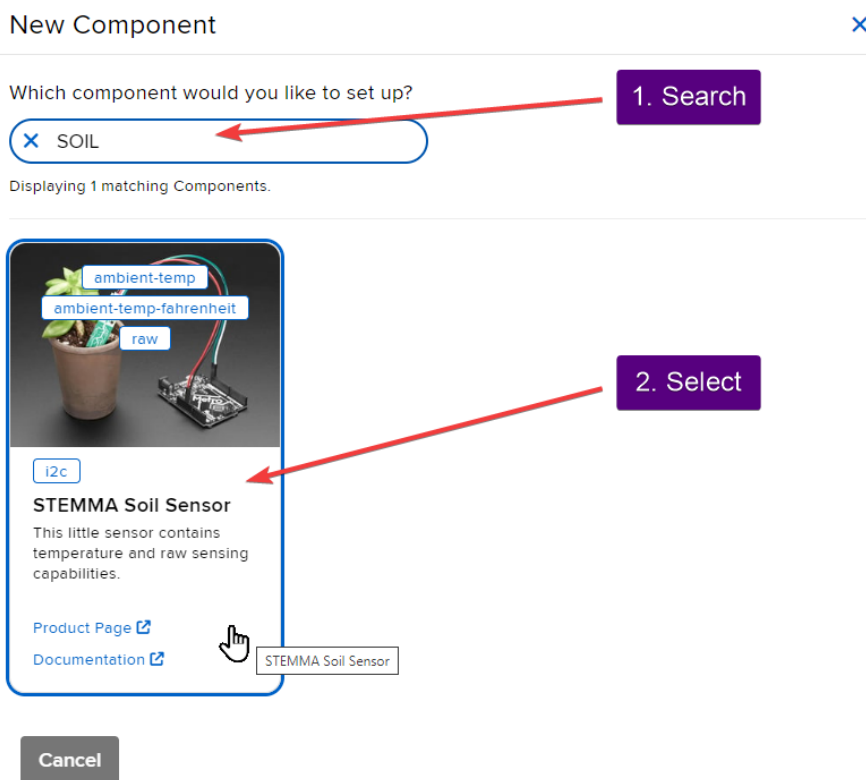 New Component
Which component would you like to set up?
1. Search
SOIL
Displaying 1 matching Components.
ambient-temp
ambient-temp-fahrenheit
raw
Metro
2. Select
i2c
STEMMA Soil Sensor
This little sensor contains
temperature and raw sensing
capabilities.
Product Page
Documentation
STEMMA Soil Sensor
Cancel